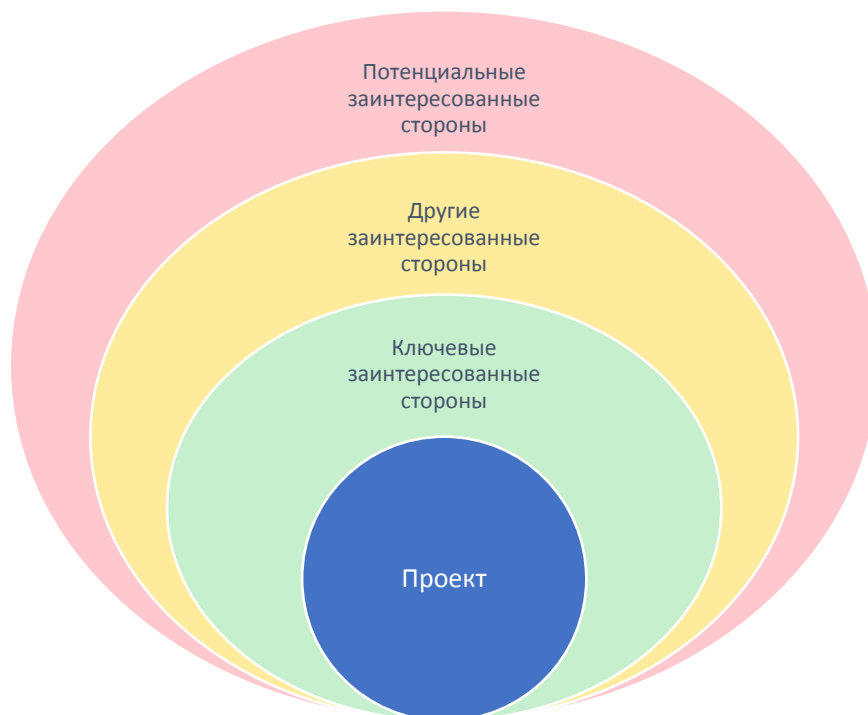 Потенциальные
заинтересованные
стороны
Другие
заинтересованные
стороны
Ключевые
заинтересованные
стороны
Проект